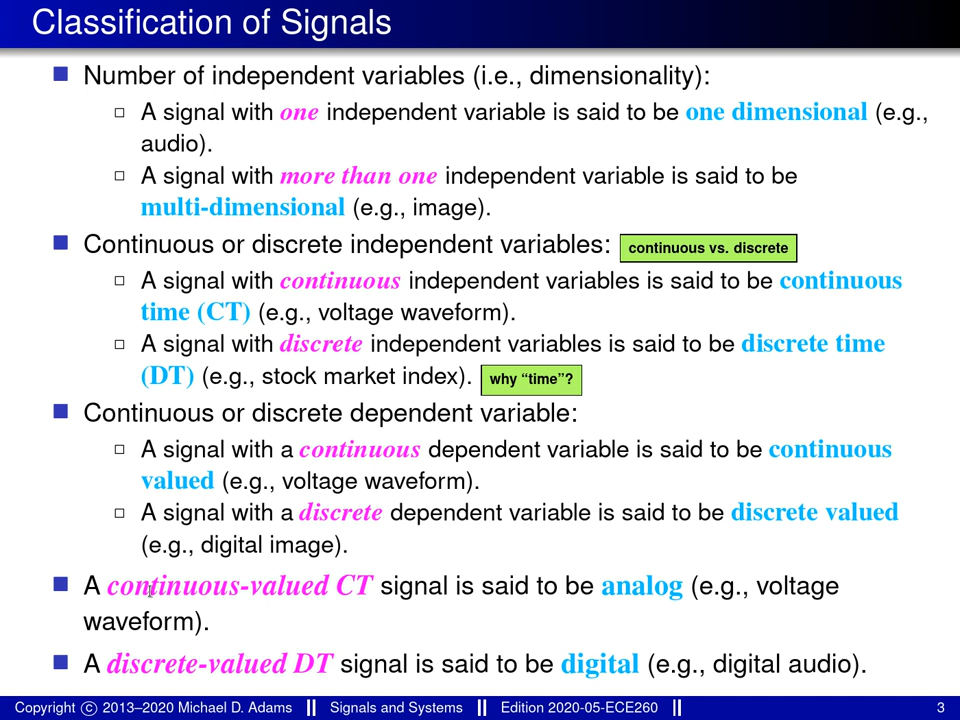 Classification of Signals
Number of independent variables (i.e., dimensionality):
A signal with one independent variable is said to be one dimensional (e.g.,
audio).
A signal with more than one independent variable is said to be
multi-dimensional (e.g., image).
Continuous or discrete independent variables: continuous vs. discrete
A signal with continuous independent variables is said to be continuous
time (CT) (e.g., voltage waveform).
A signal with discrete independent variables is said to be discrete time
(DT) (e.g., stock market index). why “time”?
Continuous or discrete dependent variable:
A signal with a continuous dependent variable is said to be continuous
valued (e.g., voltage waveform).
A signal with a discrete dependent variable is said to be discrete valued
(e.g., digital image).
A continuous-valued CT signal is said to be analog (e.g., voltage
waveform).
A discrete-valued DT signal is said to be digital (e.g., digital audio).
Copyright © 2013–2020 Michael D. Adams Signals and Systems Edition 2020-05-ECE260 3